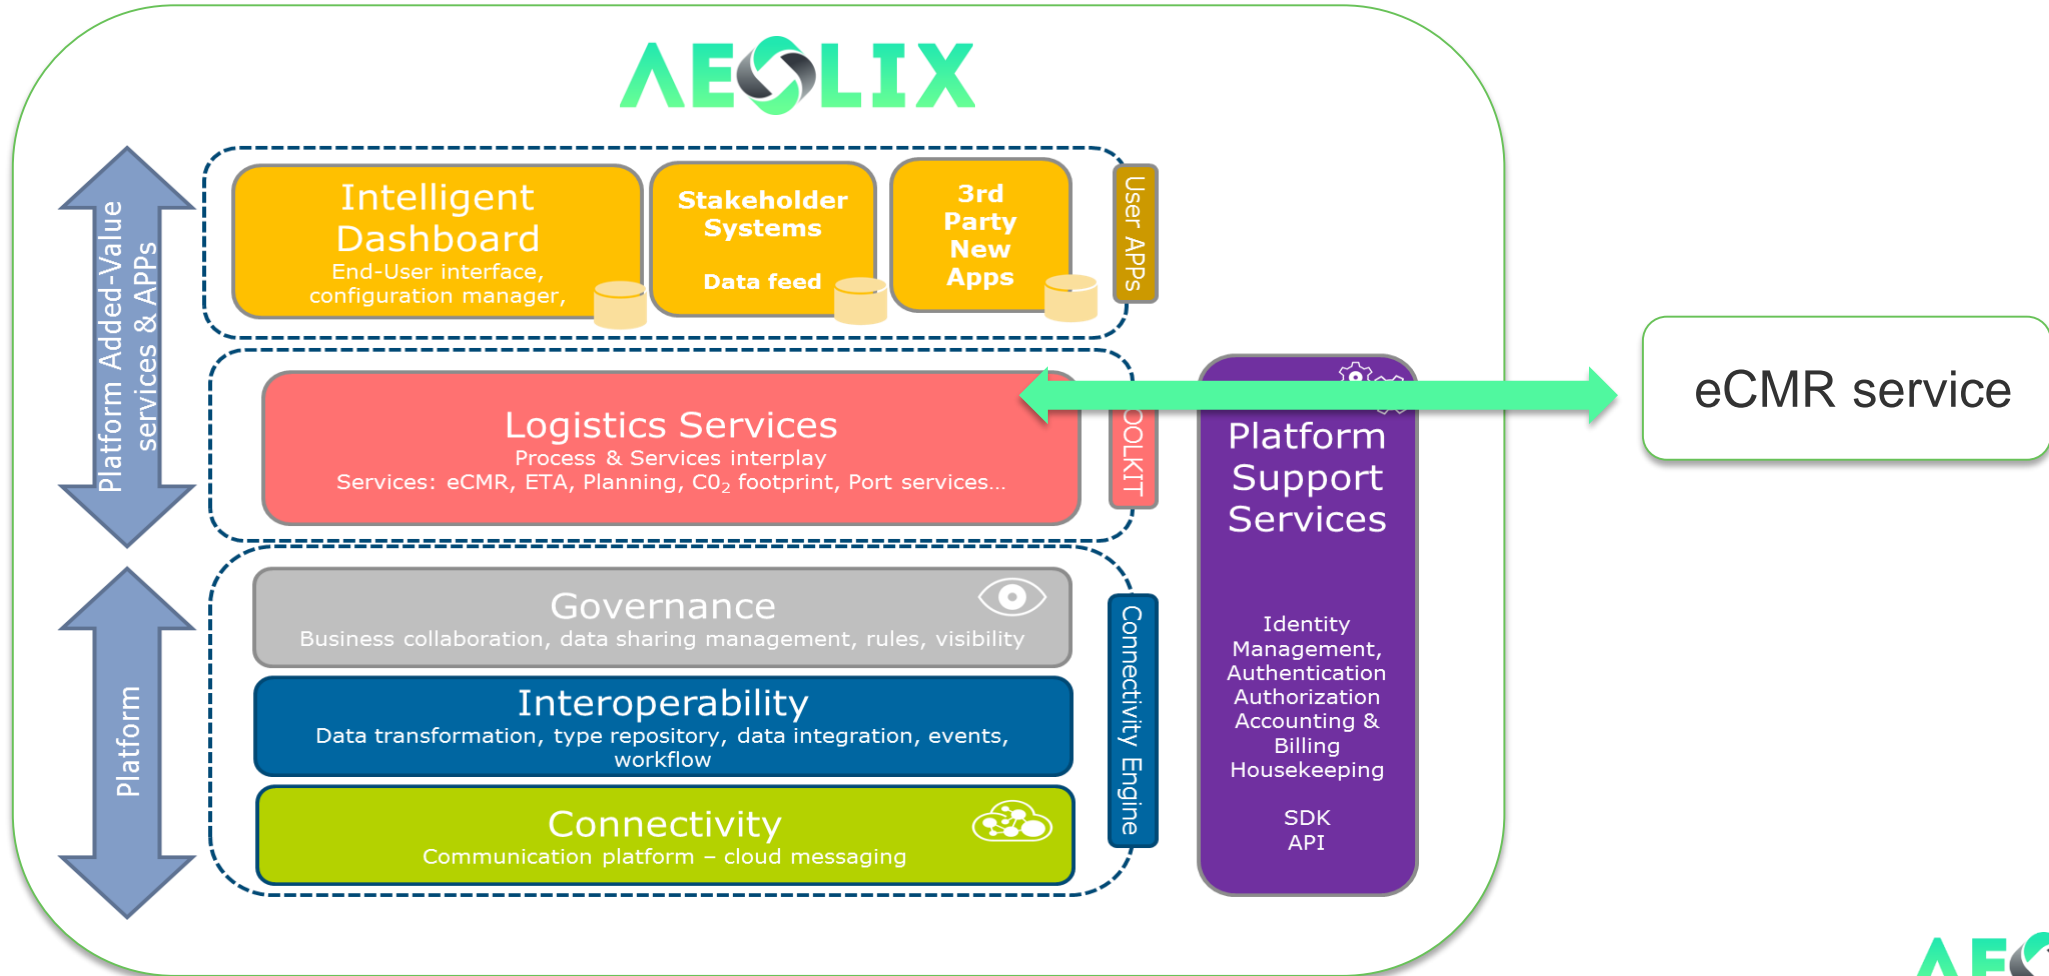 AEOLIX
Platform Added-Value
services & APPs
Intelligent
Dashboard
End-User interface,
configuration manager,
Stakeholder
Systems
Data feed
3rd
Party
New
Apps
User APPs
Logistics Services
Process & Services interplay
Services: eCMR, ETA, Planning, C0₂ footprint, Port services...
OOLKIT
Platform
Support
Services
Identity
Management,
Authentication
Authorization
Accounting &
Billing
Housekeeping
SDK
API
eCMR service
Platform
Governance
Business collaboration, data sharing management, rules, visibility
Interoperability
Data transformation, type repository, data integration, events,
workflow
Connectivity
Communication platform – cloud messaging
Connectivity Engine
AEO